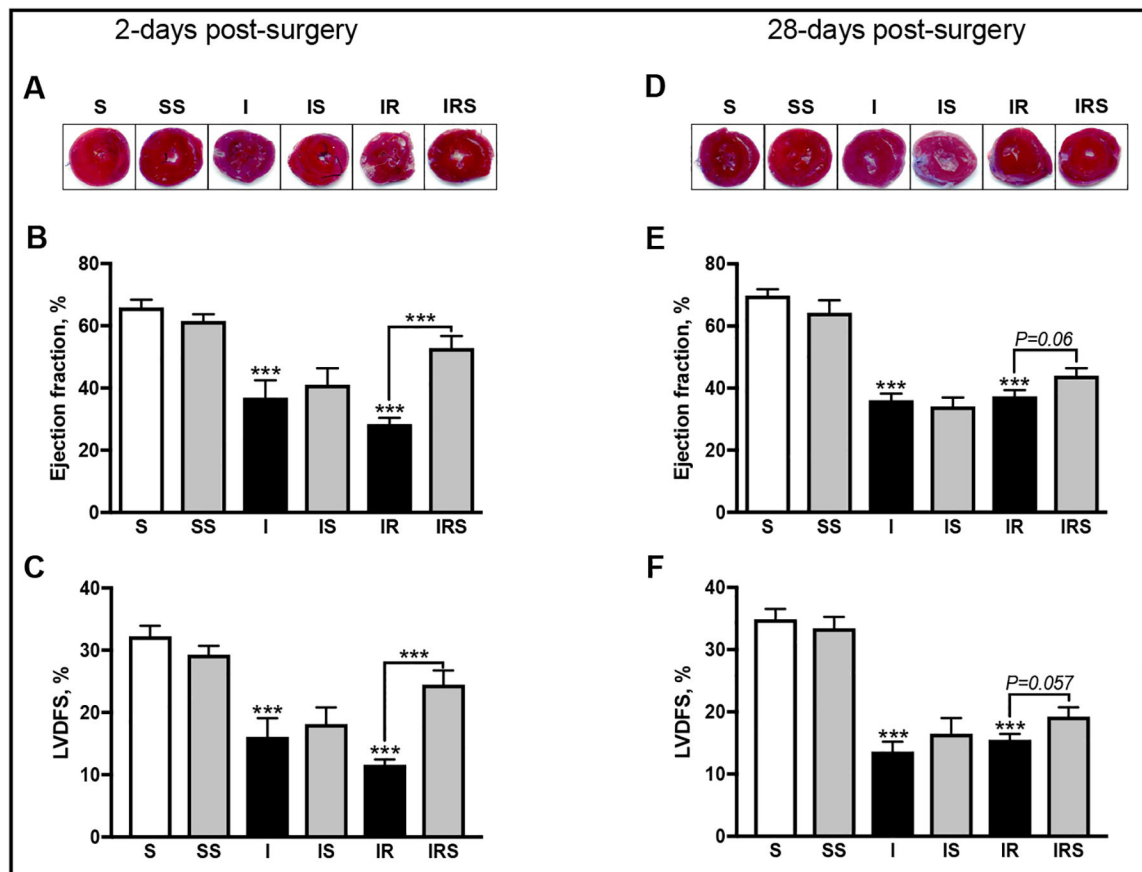 2-days post-surgery
28-days post-surgery
A
S SS I IS IR IRS
D
S SS I IS IR IRS
B
Ejection fraction, %
80
60
40
20
0
***
***
***
S SS I IS IR IRS
E
Ejection fraction, %
80
60
40
20
0
***
***
P=0.06
S SS I IS IR IRS
C
LVDFS, %
40
30
20
10
0
***
***
***
S SS I IS IR IRS
F
LVDFS, %
40
30
20
10
0
***
***
P=0.057
S SS I IS IR IRS